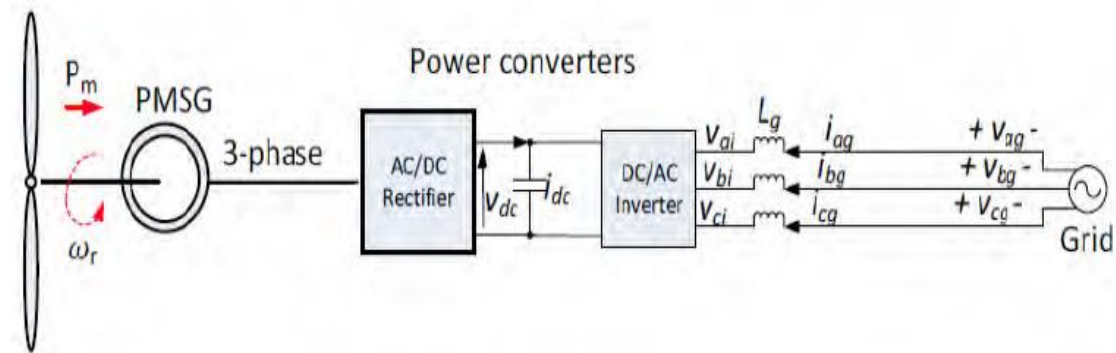 Power converters
P_m
PMSG
3-phase
ω_r
AC/DC
Rectifier
v_dc
i_dc
DC/AC
Inverter
v_ai
v_bi
v_ci
L_g
i_ag
i_bg
i_cg
+ v_ag -
+ v_bg -
+ v_cg -
Grid